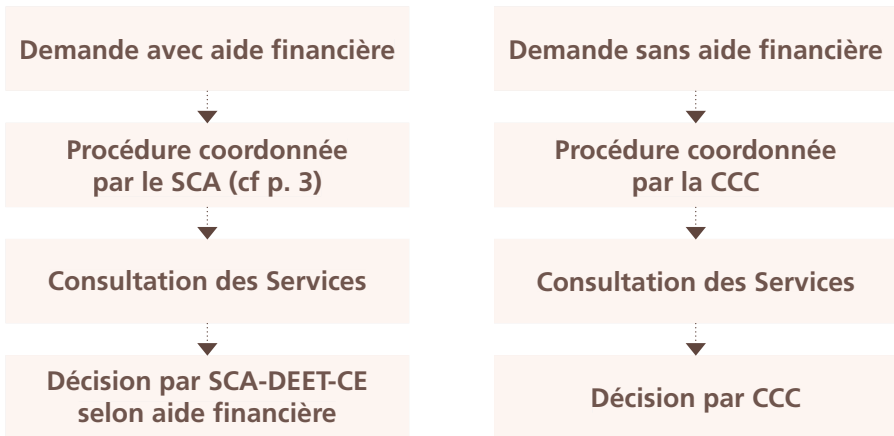 Demande avec aide financière
Procédure coordonnée
par le SCA (cf p. 3)
Consultation des Services
Décision par SCA-DEET-CE
selon aide financière
Demande sans aide financière
Procédure coordonnée
par la CCC
Consultation des Services
Décision par CCC